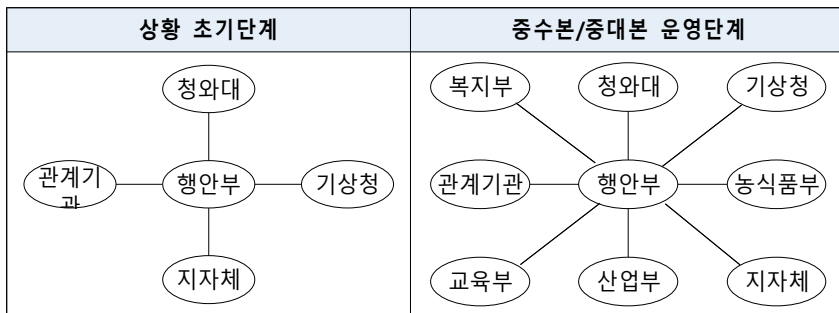 상황 초기단계
중수본/중대본 운영단계
청와대
관계기
관
행안부
기상청
지자체
복지부
청와대
기상청
관계기관
행안부
농식품부
교육부
산업부
지자체